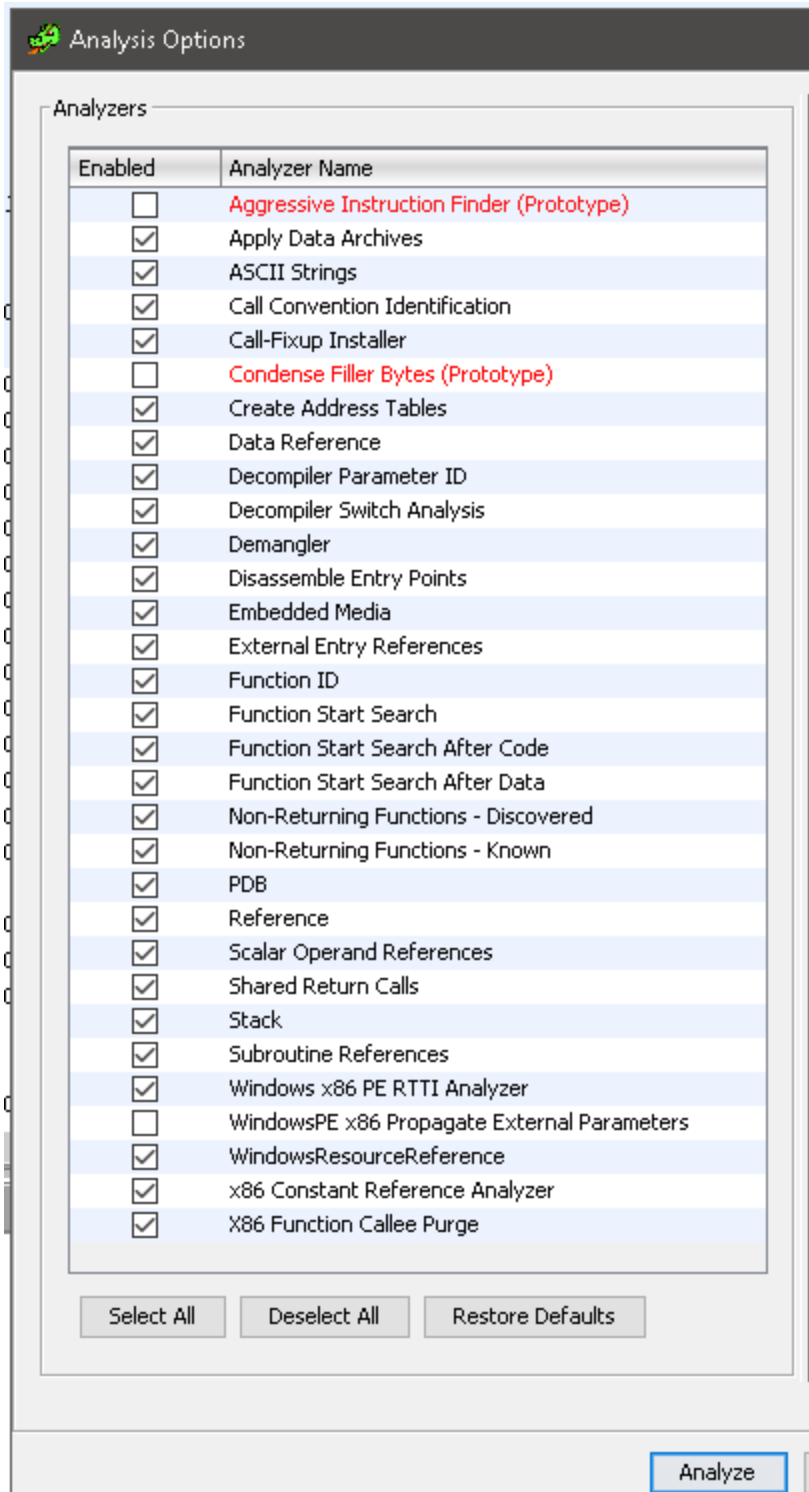 Analysis Options
Analyzers
Enabled Analyzer Name
Aggressive Instruction Finder (Prototype)
Apply Data Archives
ASCII Strings
Call Convention Identification
Call-Fixup Installer
Condense Filler Bytes (Prototype)
Create Address Tables
Data Reference
Decompiler Parameter ID
Decompiler Switch Analysis
Demangler
Disassemble Entry Points
Embedded Media
External Entry References
Function ID
Function Start Search
Function Start Search After Code
Function Start Search After Data
Non-Returning Functions - Discovered
Non-Returning Functions - Known
PDB
Reference
Scalar Operand References
Shared Return Calls
Stack
Subroutine References
Windows x86 PE RTTI Analyzer
WindowsPE x86 Propagate External Parameters
WindowsResourceReference
x86 Constant Reference Analyzer
X86 Function Callee Purge
Select All Deselect All Restore Defaults
Analyze